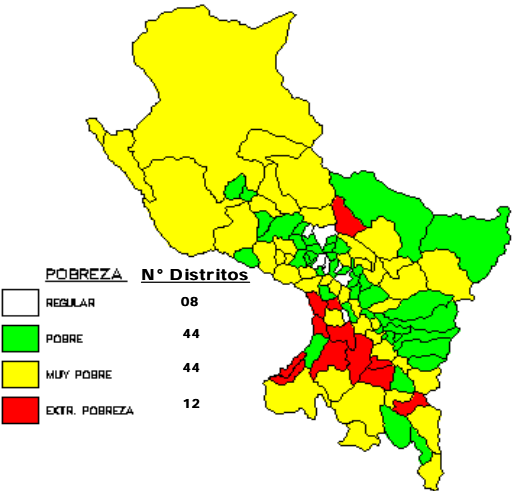 POBREZA N° Distritos
REGULAR 08
POBRE 44
MUY POBRE 44
EXTR. POBREZA 12